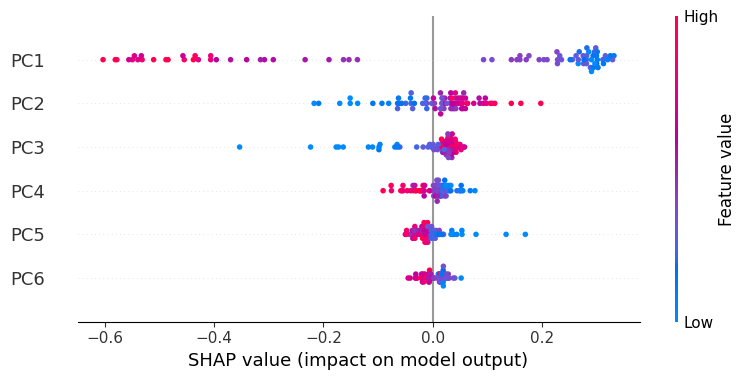 High
PC1
PC2
PC3
PC4
PC5
PC6
Feature value
Low
−0.6 −0.4 −0.2 0.0 0.2
SHAP value (impact on model output)